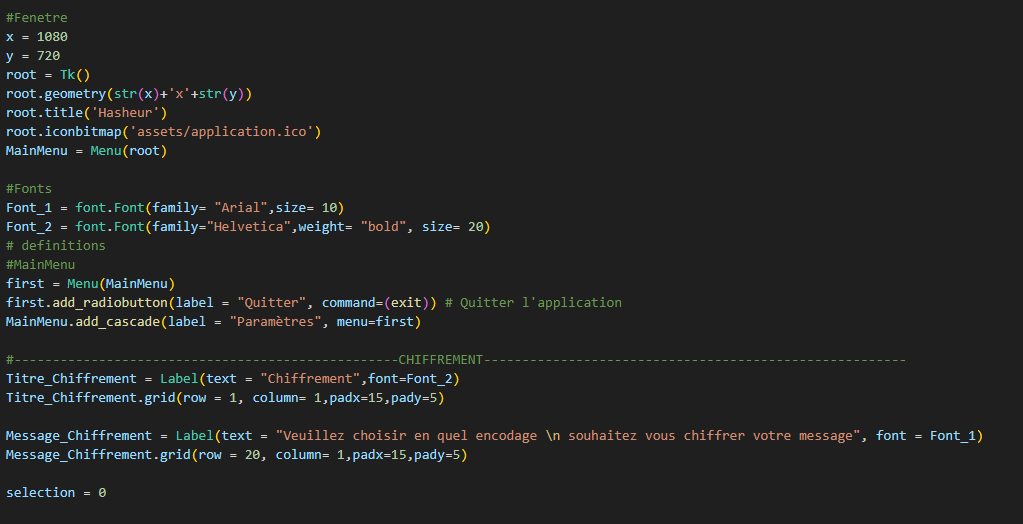 #Fenetre
x = 1080
y = 720
root = Tk()
root.geometry(str(x)+'x'+str(y))
root.title('Hasheur')
root.iconbitmap('assets/application.ico')
MainMenu = Menu(root)
#Fonts
Font_1 = font.Font(family= "Arial",size= 10)
Font_2 = font.Font(family="Helvetica",weight= "bold", size= 20)
# definitions
#MainMenu
first = Menu(MainMenu)
first.add_radiobutton(label = "Quitter", command=(exit)) # Quitter l'application
MainMenu.add_cascade(label = "Paramètres", menu=first)
#--------------------------------------------------CHIFFREMENT-------------------------------------------------------
Titre_Chiffrement = Label(text = "Chiffrement",font=Font_2)
Titre_Chiffrement.grid(row = 1, column= 1,padx=15,pady=5)
Message_Chiffrement = Label(text = "Veuillez choisir en quel encodage \n souhaitez vous chiffrer votre message", font = Font_1)
Message_Chiffrement.grid(row = 20, column= 1,padx=15,pady=5)
selection = 0